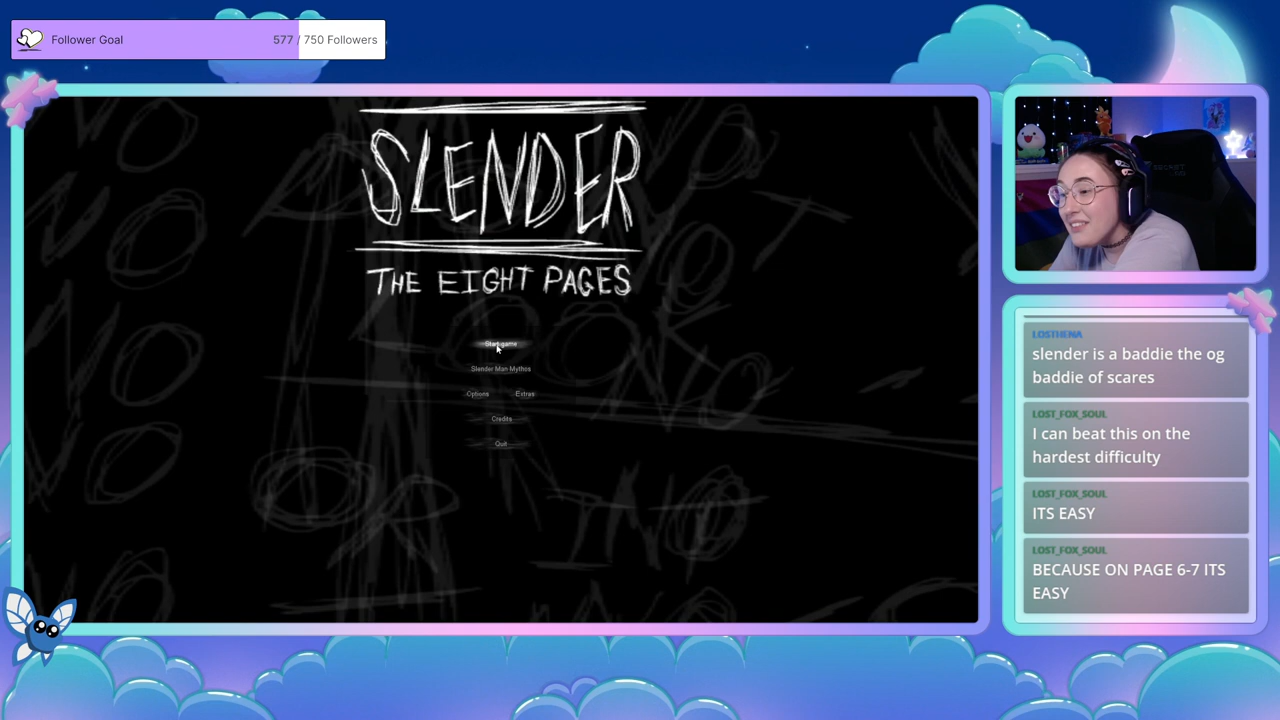 Follower Goal
577 / 750 Followers
SLENDER
THE EIGHT PAGES
Start game
Slender Man Mythos
Options
Extras
Credits
Quit
LOSTHENA
slender is a baddie the og
baddie of scares
LOST_FOX_SOUL
I can beat this on the
hardest difficulty
LOST_FOX_SOUL
ITS EASY
LOST_FOX_SOUL
BECAUSE ON PAGE 6-7 ITS
EASY